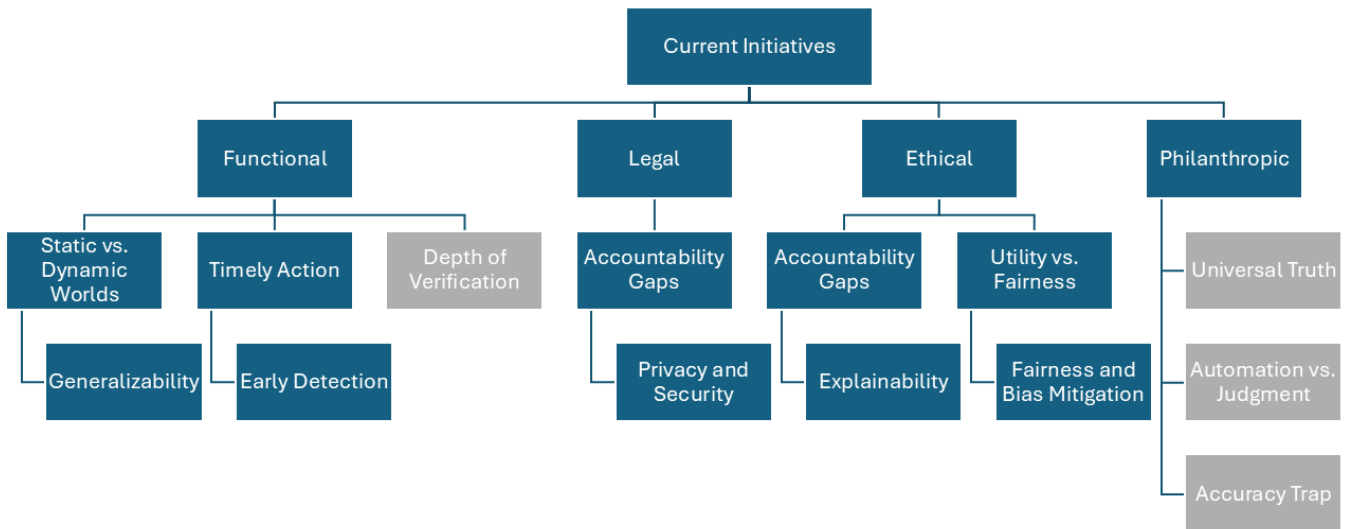 Current Initiatives
Functional
Legal
Ethical
Philanthropic
Static vs.
Dynamic
Worlds
Timely Action
Depth of
Verification
Accountability
Gaps
Accountability
Gaps
Utility vs.
Fairness
Universal Truth
Generalizability
Early Detection
Privacy and
Security
Explainability
Fairness and
Bias Mitigation
Automation vs.
Judgment
Accuracy Trap